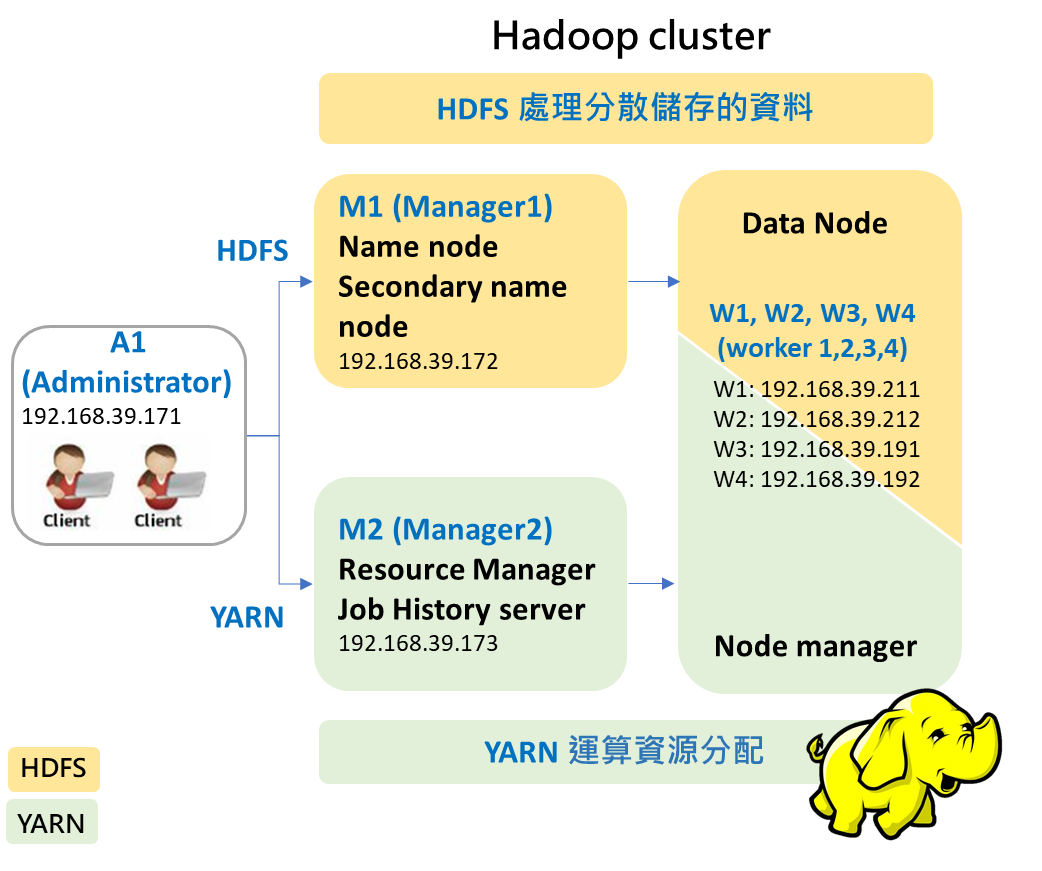 Hadoop cluster
HDFS 處理分散儲存的資料
HDFS
M1 (Manager1)
Name node
Secondary name
node
192.168.39.172
Data Node
W1, W2, W3, W4
(worker 1,2,3,4)
W1: 192.168.39.211
W2: 192.168.39.212
W3: 192.168.39.191
W4: 192.168.39.192
A1
(Administrator)
192.168.39.171
Client
Client
YARN
M2 (Manager2)
Resource Manager
Job History server
192.168.39.173
Node manager
YARN 運算資源分配
HDFS
YARN